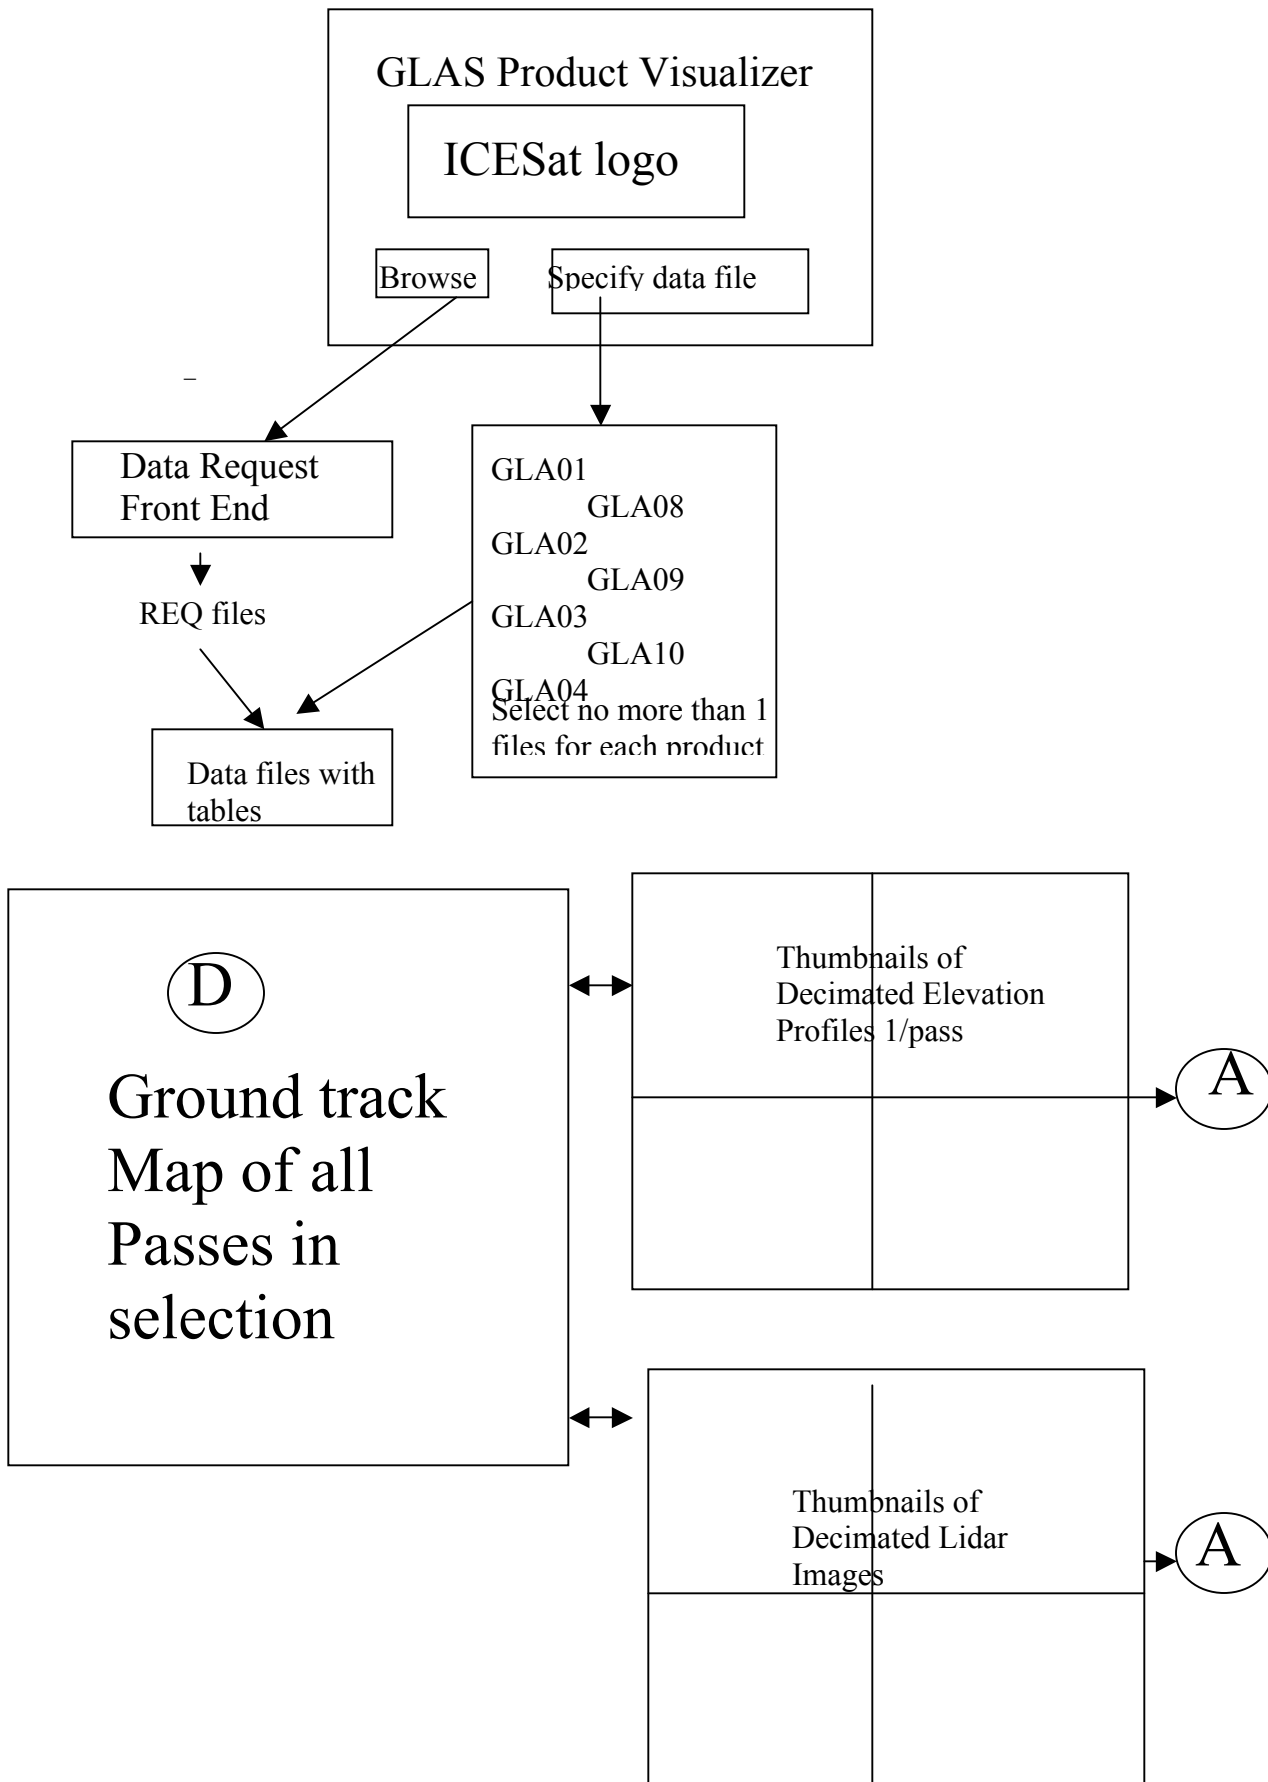 GLAS Product Visualizer
ICESat logo
Browse
Specify data file
–
Data Request
Front End
REQ files
GLA01
GLA08
GLA02
GLA09
GLA03
GLA10
GLA04
Select no more than 1
files for each product
Data files with
tables
D
Ground track
Map of all
Passes in
selection
Thumbnails of
Decimated Elevation
Profiles 1/pass
A
Thumbnails of
Decimated Lidar
Images
A